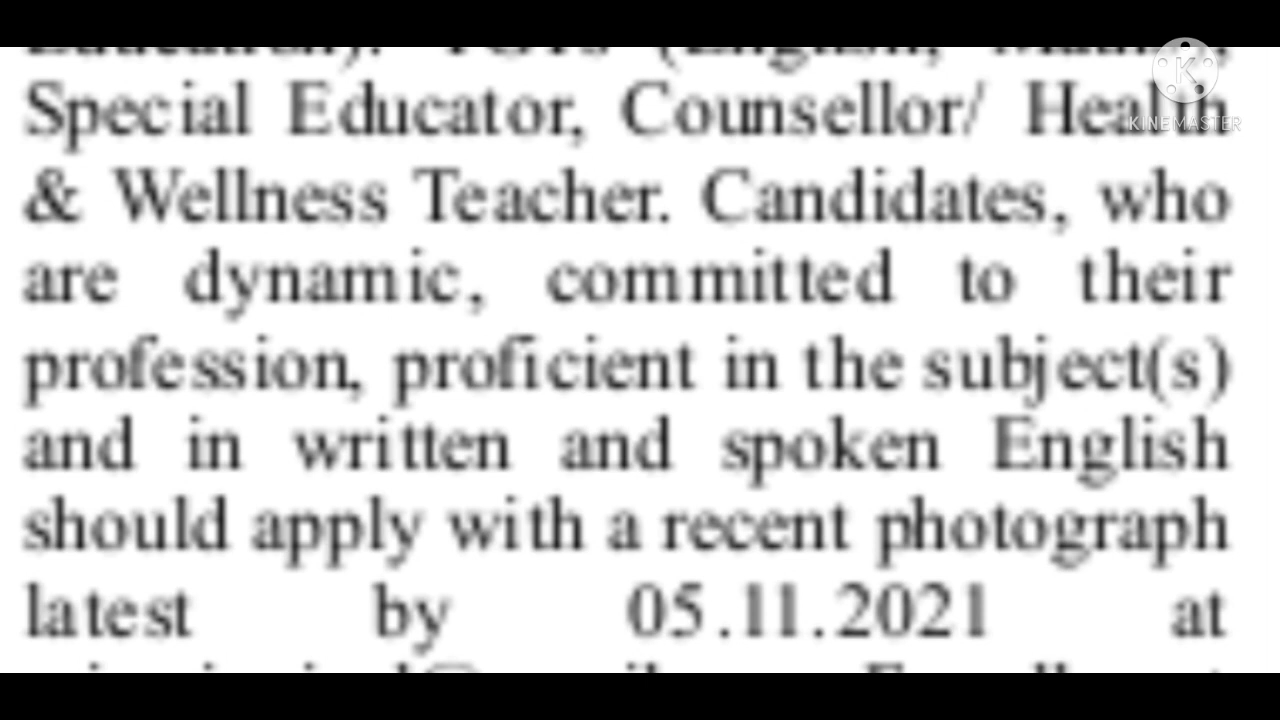 Special Educator, Counsellor/ Health
& Wellness Teacher. Candidates, who
are dynamic, committed to their
profession, proficient in the subject(s)
and in written and spoken English
should apply with a recent photograph
latest by 05.11.2021 at
KINEMASTER